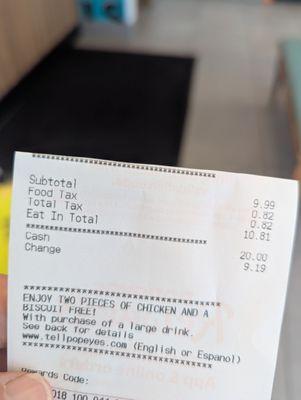 ***********************************
Subtotal 9.99
Food Tax 0.82
Total Tax 0.82
Eat In Total 10.81
***********************************
Cash 20.00
Change 9.19
***********************************
ENJOY TWO PIECES OF CHICKEN AND A
BISCUIT FREE!
With purchase of a large drink.
See back for details
www.tellpopeyes.com (English or Espanol)
***********************************
Rewards Code: